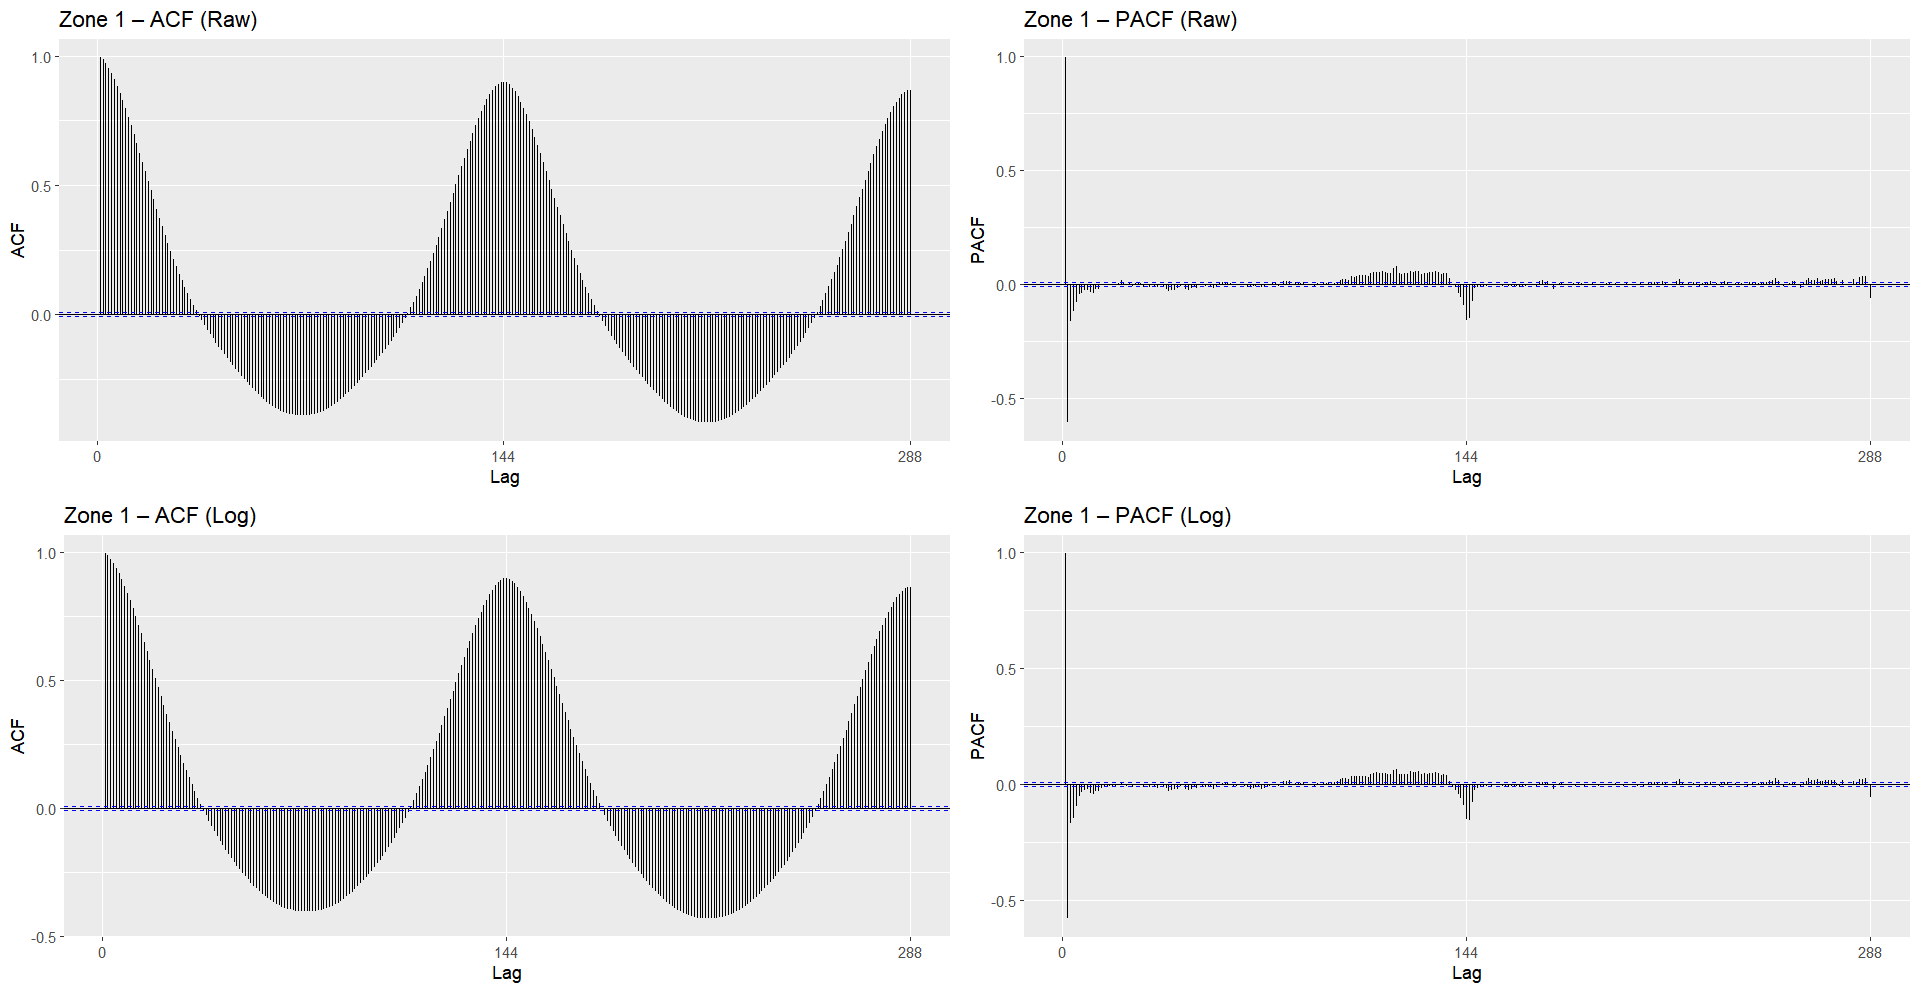 Zone 1 – ACF (Raw)
1.0
0.5
0.0
ACF
0
144
288
Lag
Zone 1 – PACF (Raw)
1.0
0.5
0.0
-0.5
PACF
0
144
288
Lag
Zone 1 – ACF (Log)
1.0
0.5
0.0
-0.5
ACF
0
144
288
Lag
Zone 1 – PACF (Log)
1.0
0.5
0.0
-0.5
PACF
0
144
288
Lag